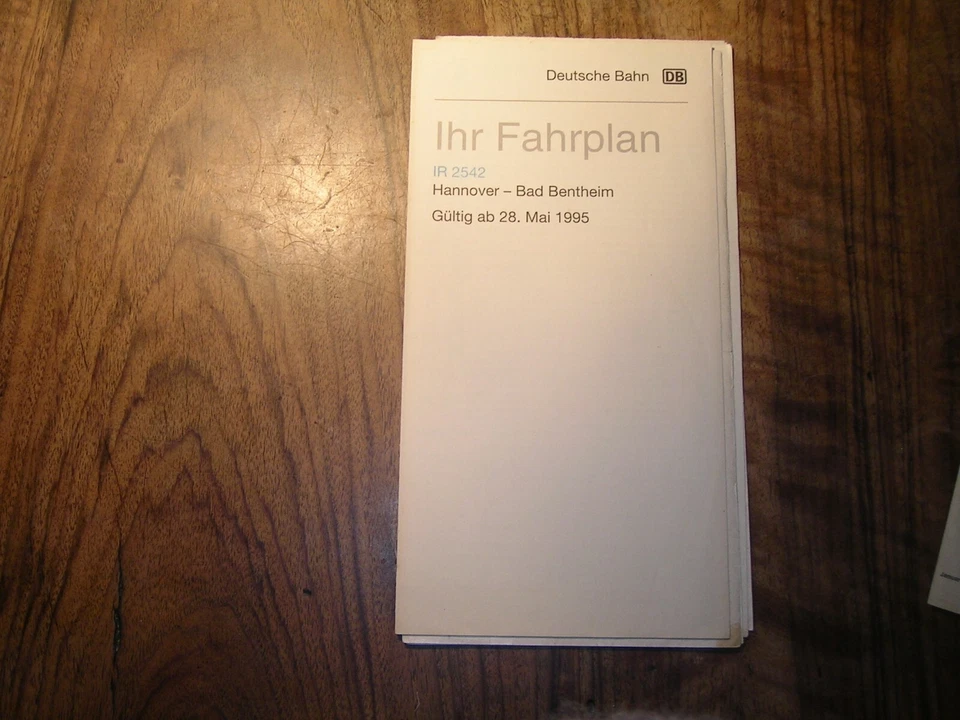 Deutsche Bahn DB
Ihr Fahrplan
IR 2542
Hannover – Bad Bentheim
Gültig ab 28. Mai 1995